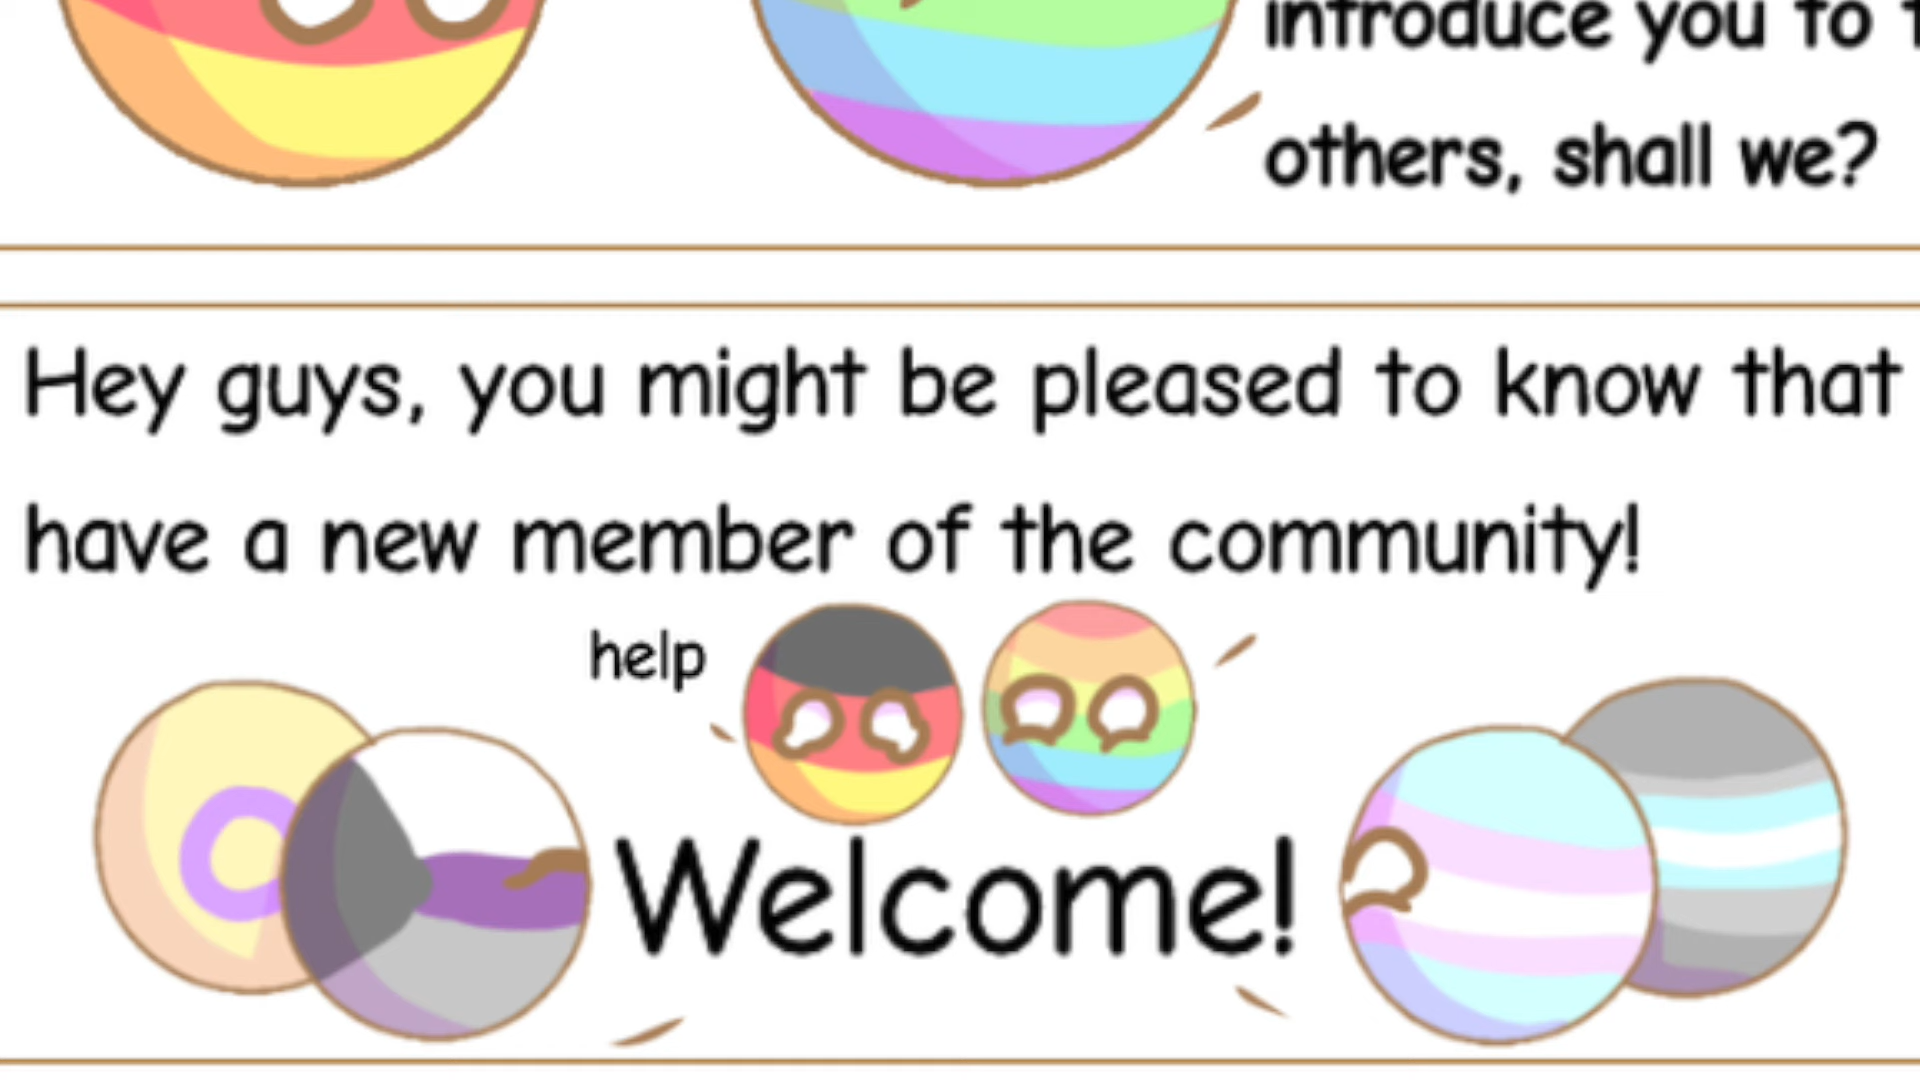 introduce you to
others, shall we?
Hey guys, you might be pleased to know that
have a new member of the community!
help
Welcome!